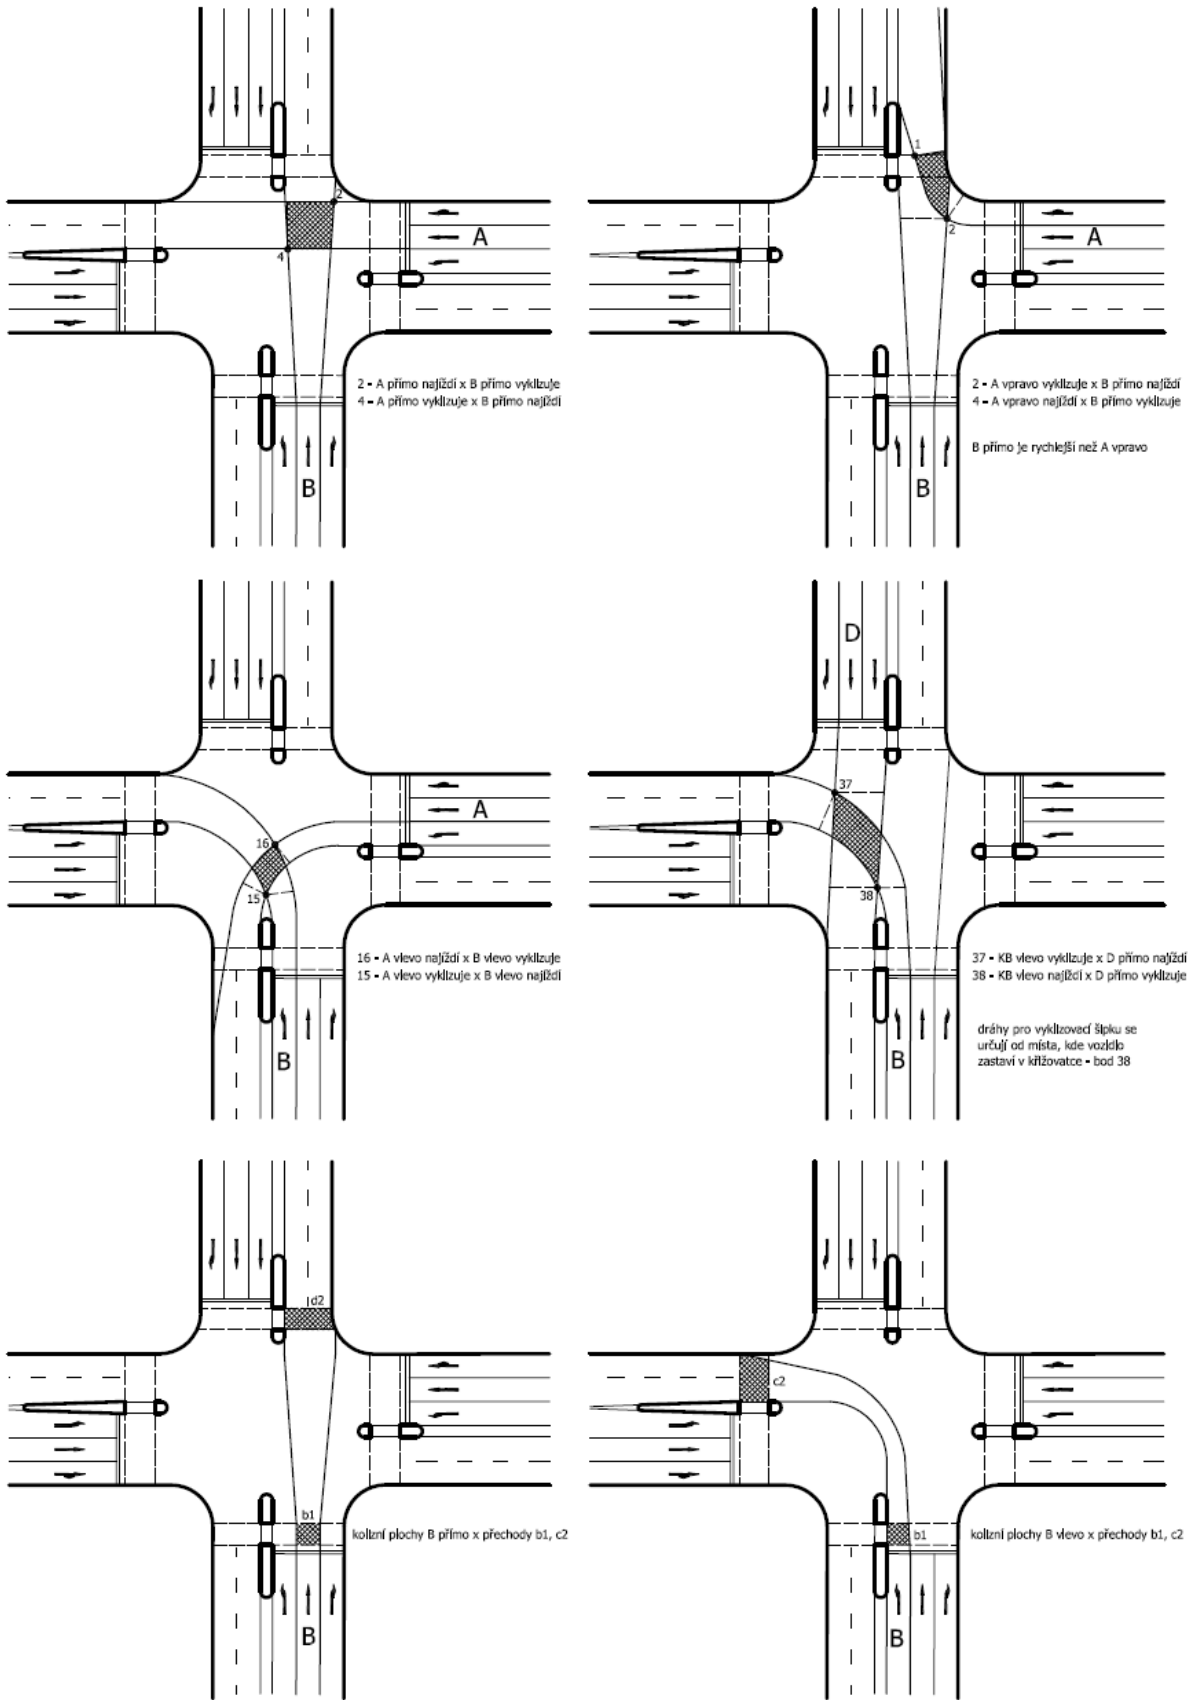 2
A
4
2 - A přímo najíždí x B přímo vyklizuje
4 - A přímo vyklizuje x B přímo najíždí
B
1
2
A
2 - A vpravo vyklizuje x B přímo najíždí
4 - A vpravo najíždí x B přímo vyklizuje
B přímo je rychlejší než A vpravo
B
A
16
15
16 - A vlevo najíždí x B vlevo vyklizuje
15 - A vlevo vyklizuje x B vlevo najíždí
B
D
37
38
37 - KB vlevo vyklizuje x D přímo najíždí
38 - KB vlevo najíždí x D přímo vyklizuje
dráhy pro vyklizovací šipku se
určují od místa, kde vozidlo
zastaví v křižovatce - bod 38
B
d2
b1
kolizní plochy B přímo x přechody b1, c2
B
c2
b1
kolizní plochy B vlevo x přechody b1, c2
B